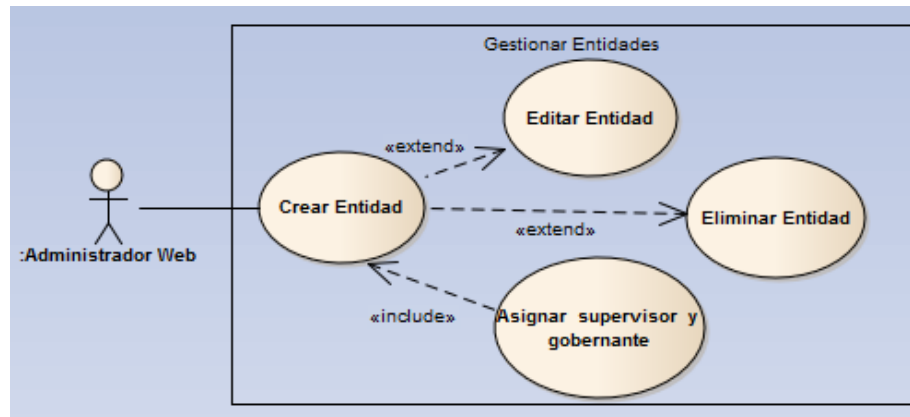 Gestionar Entidades
Editar Entidad
«extend»
Crear Entidad
Eliminar Entidad
«extend»
:Administrador Web
«include»
Asignar supervisor y
gobernante